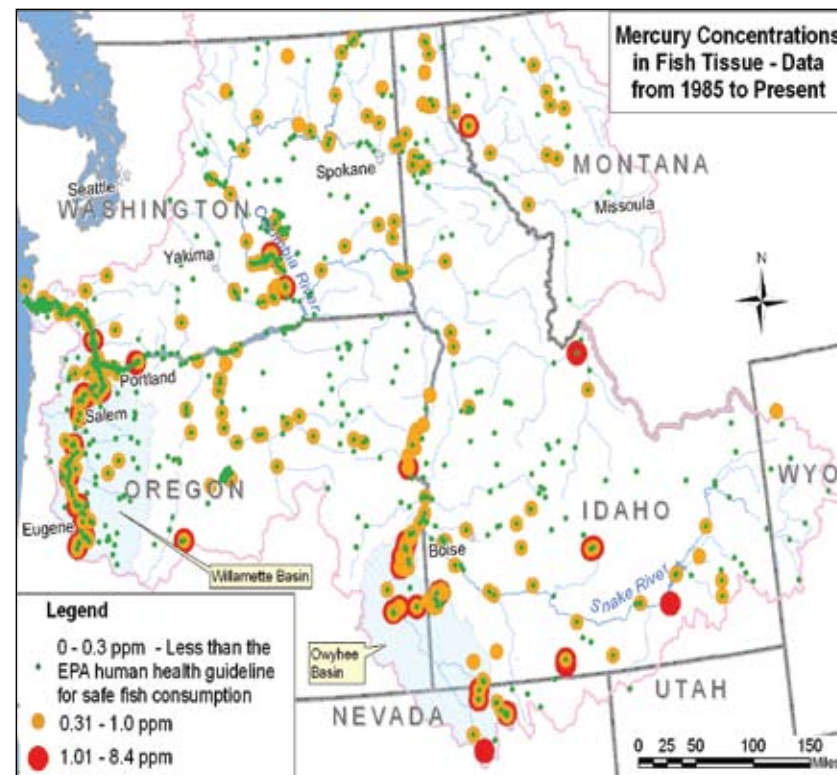 Mercury Concentrations
in Fish Tissue - Data
from 1985 to Present
Spokane
MONTANA
Seattle
WASHINGTON
Missoula
Columbia River
Yakima
N
Portland
Salem
WYO
OREGON
IDAHO
Eugene
Boise
Willamette Basin
Snake River
Legend
0 - 0.3 ppm - Less than the
EPA human health guideline
for safe fish consumption
0.31 - 1.0 ppm
1.01 - 8.4 ppm
Owyhee
Basin
UTAH
NEVADA
0 25 50 100 150
Miles